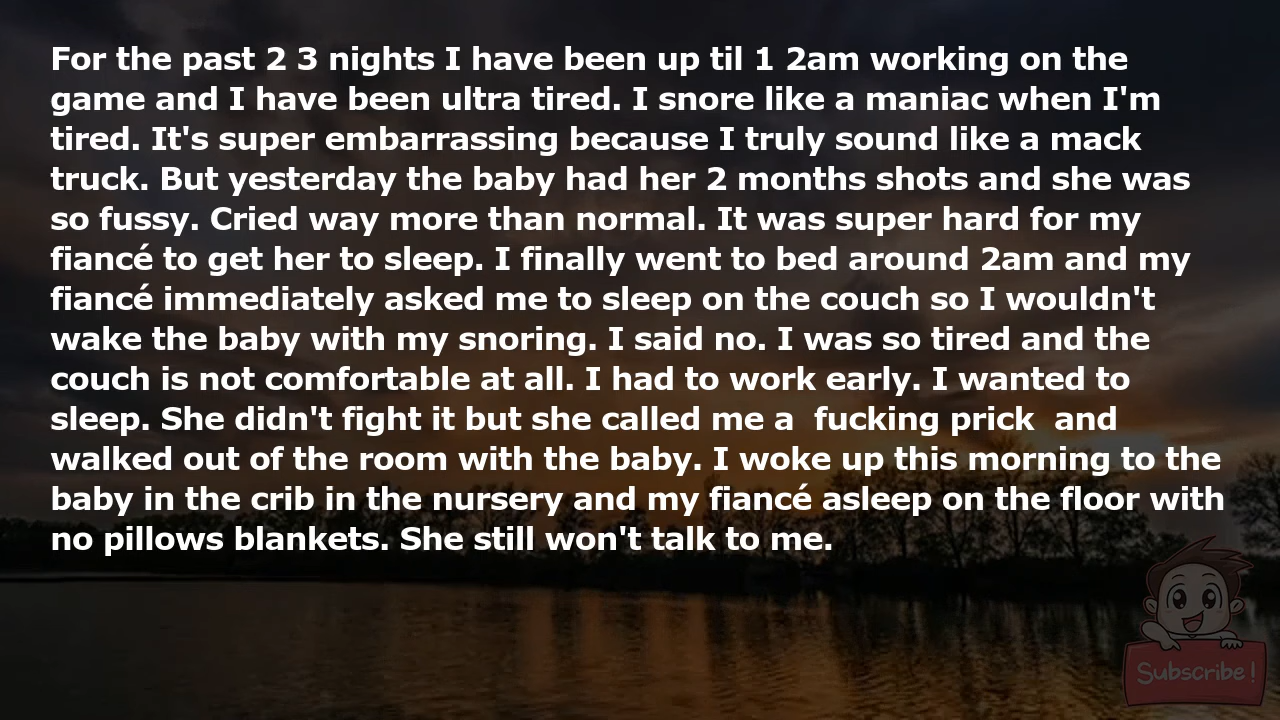 For the past 2 3 nights I have been up til 1 2am working on the
game and I have been ultra tired. I snore like a maniac when I'm
tired. It's super embarrassing because I truly sound like a mack
truck. But yesterday the baby had her 2 months shots and she was
so fussy. Cried way more than normal. It was super hard for my
fiancé to get her to sleep. I finally went to bed around 2am and my
fiancé immediately asked me to sleep on the couch so I wouldn't
wake the baby with my snoring. I said no. I was so tired and the
couch is not comfortable at all. I had to work early. I wanted to
sleep. She didn't fight it but she called me a  fucking prick  and
walked out of the room with the baby. I woke up this morning to the
baby in the crib in the nursery and my fiancé asleep on the floor with
no pillows blankets. She still won't talk to me.
Subscribe!